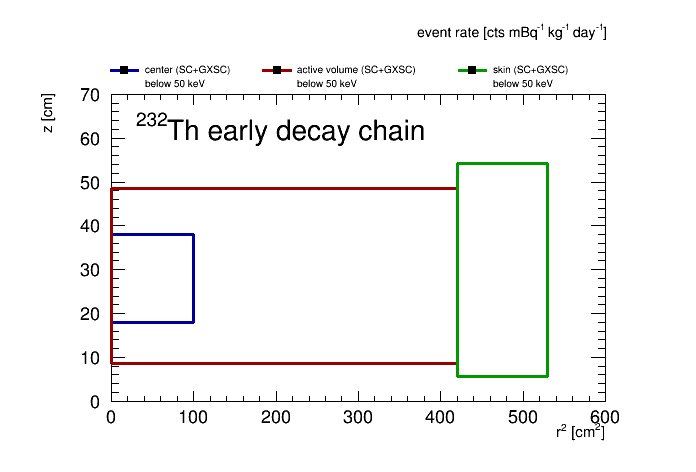 event rate [cts mBq⁻¹ kg⁻¹ day⁻¹]
center (SC+GXSC) active volume (SC+GXSC) skin (SC+GXSC)
below 50 keV below 50 keV below 50 keV
z [cm]
²³²Th early decay chain
70
60
50
40
30
20
10
0
0 100 200 300 400 500 600
r² [cm²]